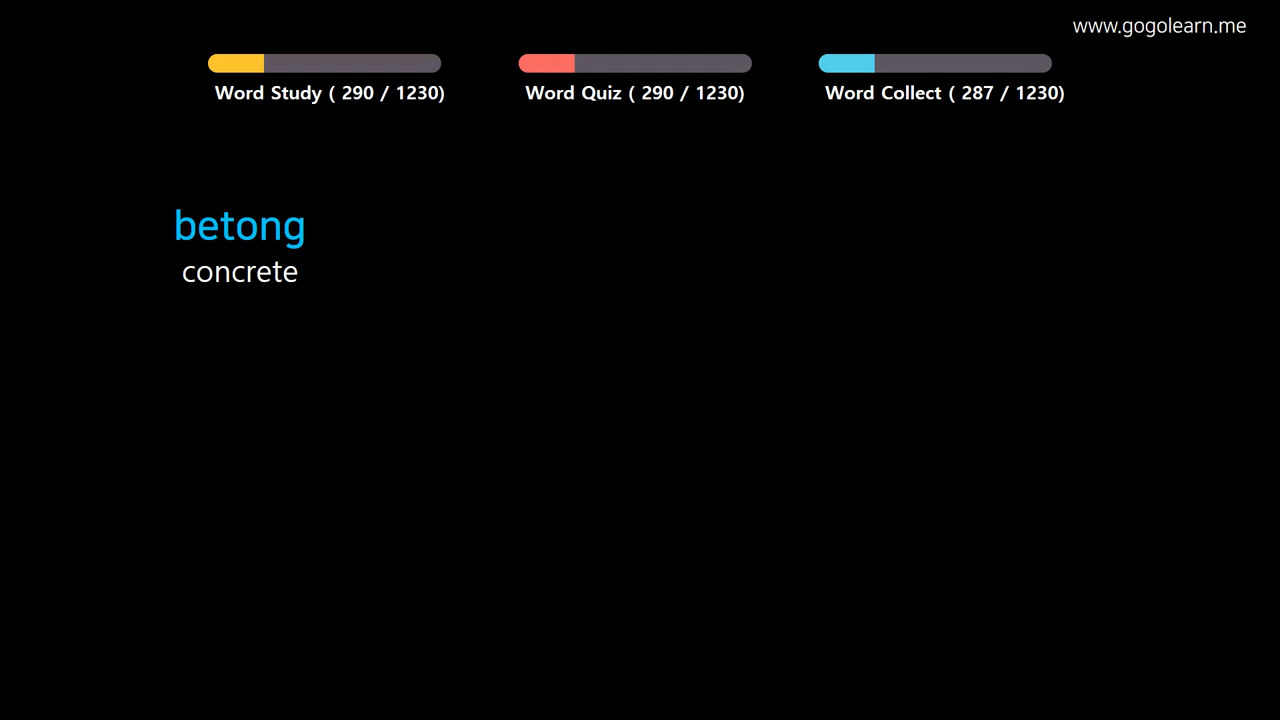 www.gogolearn.me
Word Study ( 290 / 1230)
Word Quiz ( 290 / 1230)
Word Collect ( 287 / 1230)
betong
concrete